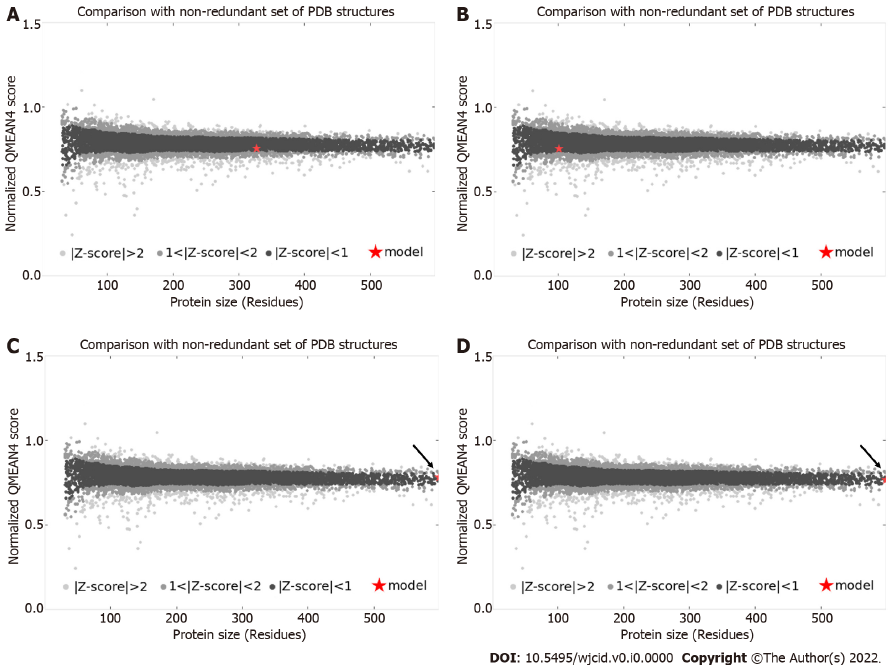 A
Comparison with non-redundant set of PDB structures
1.5
1.0
0.5
0.0
Normalized QMEAN4 score
|Z-score|>2 1<|Z-score|<2 |Z-score|<1 model
100 200 300 400 500
Protein size (Residues)
B
Comparison with non-redundant set of PDB structures
1.5
1.0
0.5
0.0
Normalized QMEAN4 score
|Z-score|>2 1<|Z-score|<2 |Z-score|<1 model
100 200 300 400 500
Protein size (Residues)
C
Comparison with non-redundant set of PDB structures
1.5
1.0
0.5
0.0
Normalized QMEAN4 score
|Z-score|>2 1<|Z-score|<2 |Z-score|<1 model
100 200 300 400 500
Protein size (Residues)
D
Comparison with non-redundant set of PDB structures
1.5
1.0
0.5
0.0
Normalized QMEAN4 score
|Z-score|>2 1<|Z-score|<2 |Z-score|<1 model
100 200 300 400 500
Protein size (Residues)
DOI: 10.5495/wjcid.v0.i0.0000 Copyright ©The Author(s) 2022.